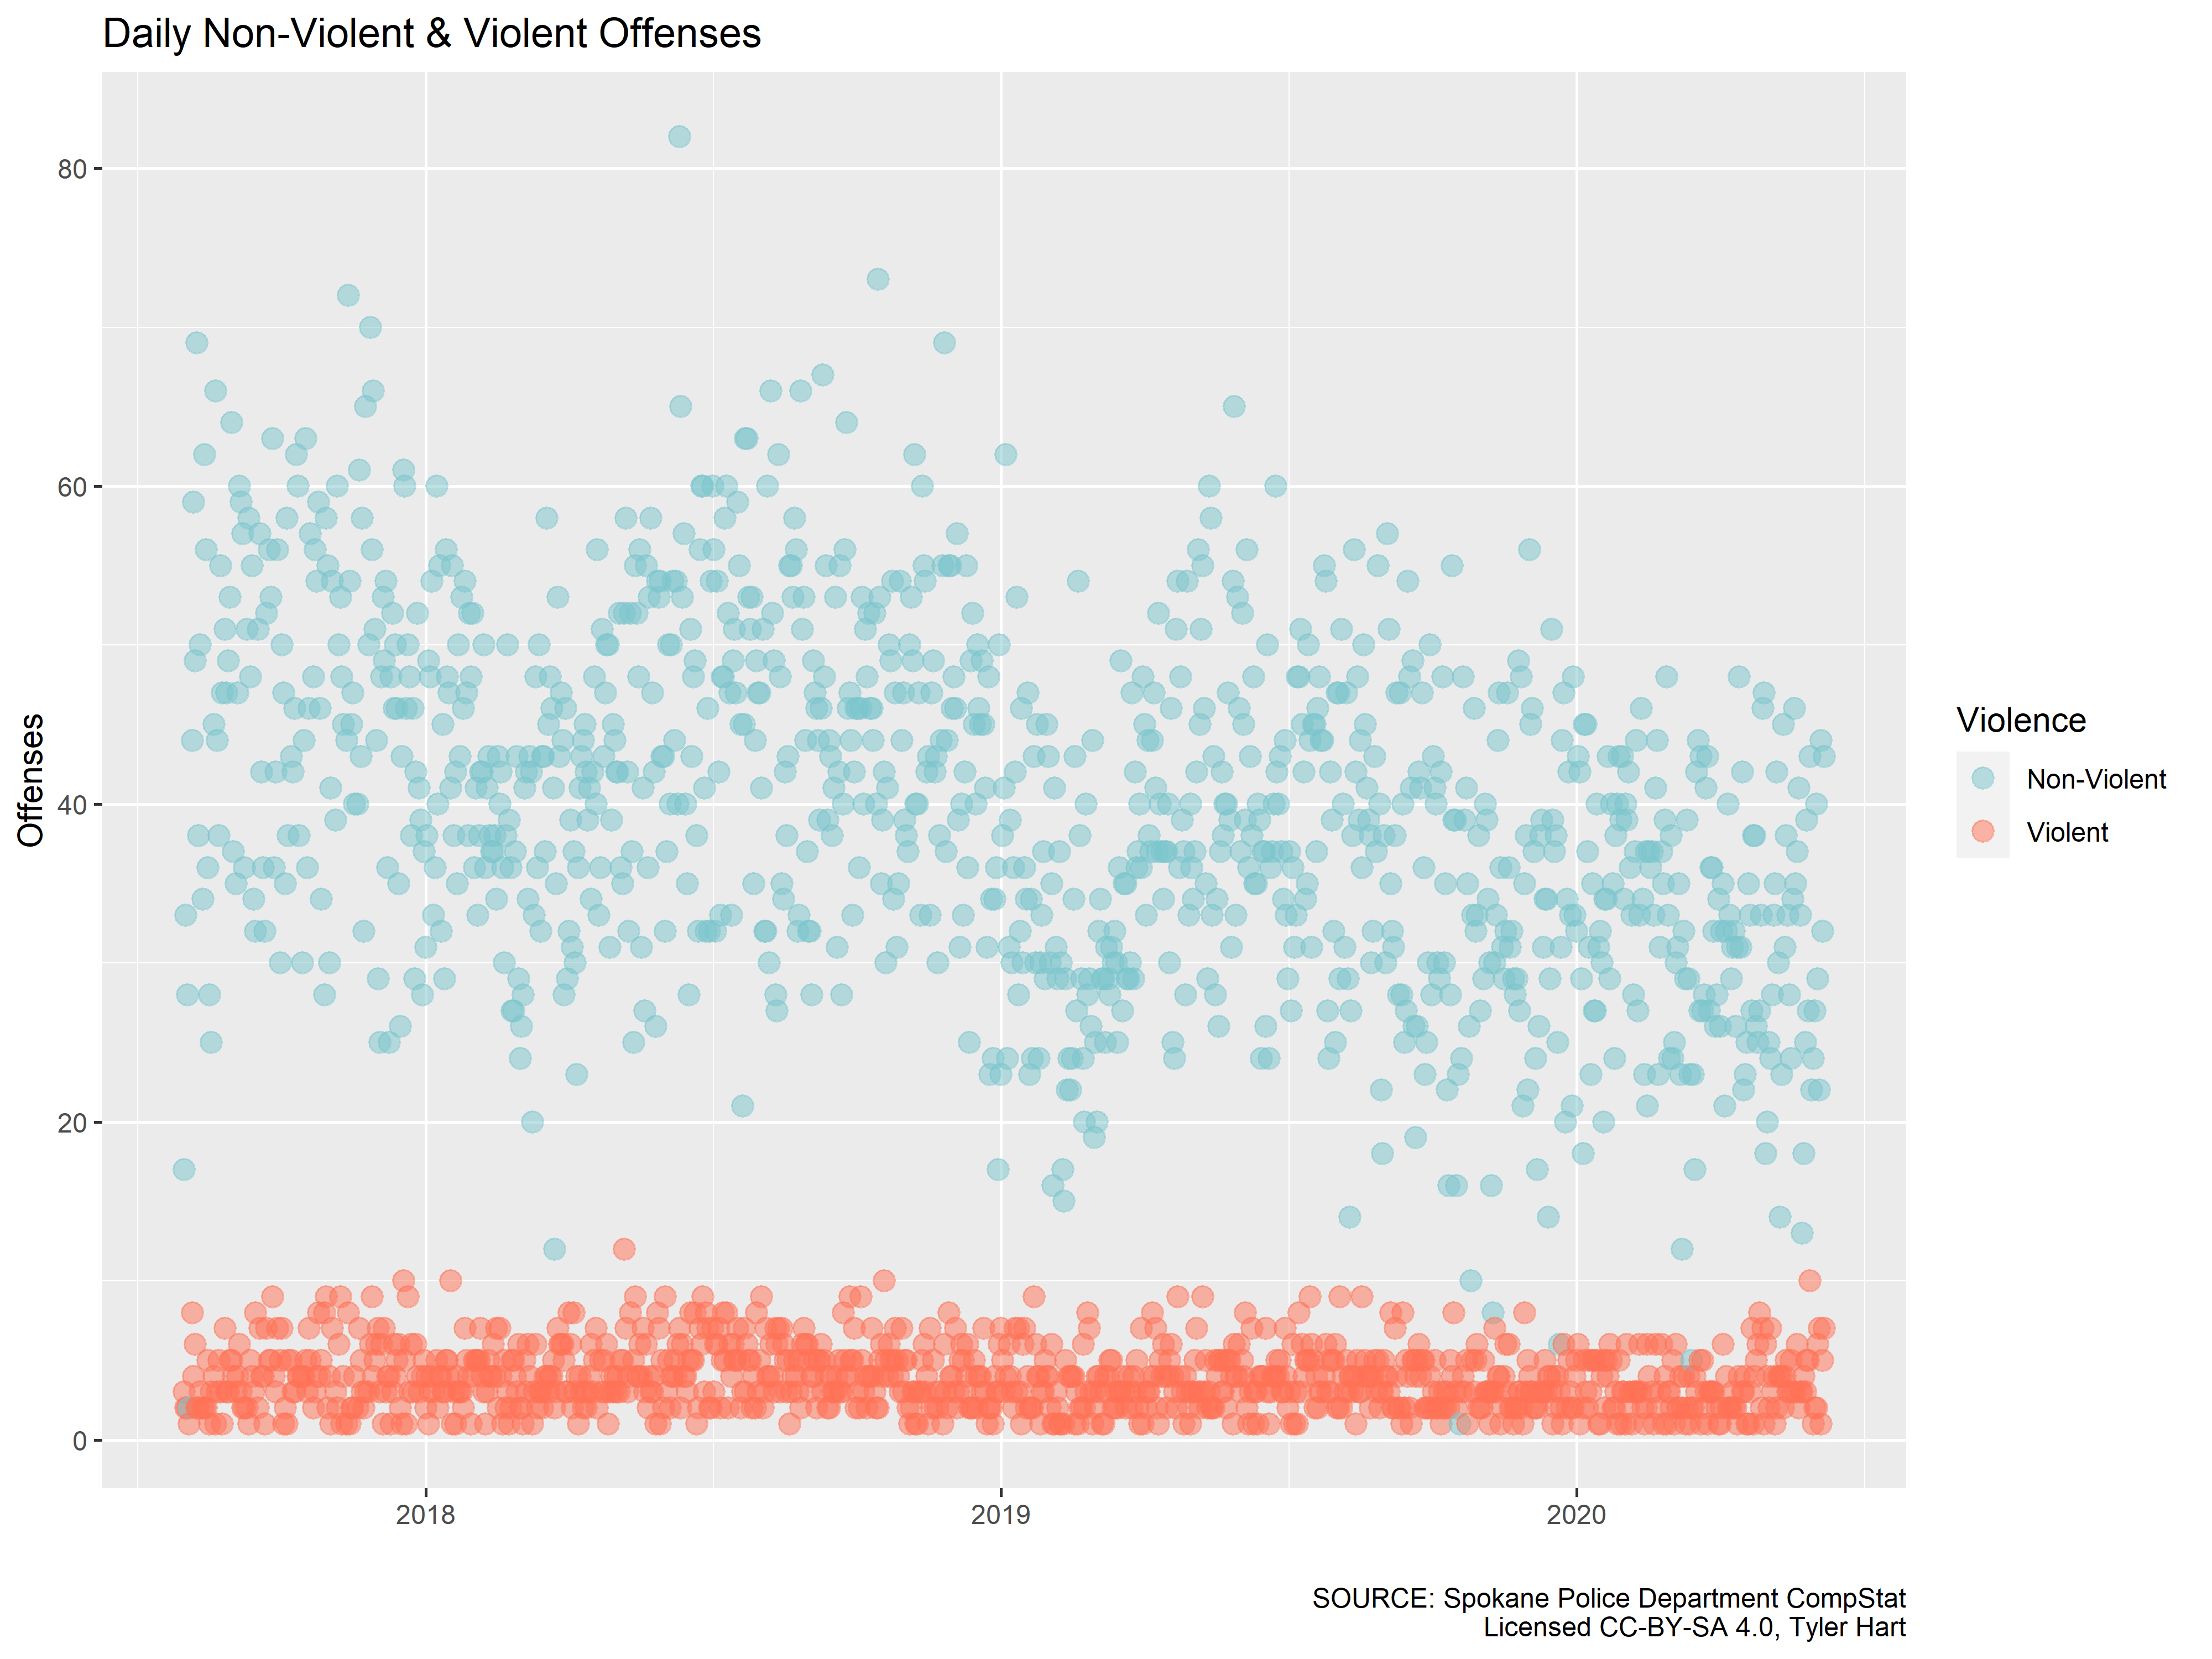 Daily Non-Violent & Violent Offenses
80
60
40
20
0
Offenses
2018
2019
2020
Violence
Non-Violent
Violent
SOURCE: Spokane Police Department CompStat
Licensed CC-BY-SA 4.0, Tyler Hart